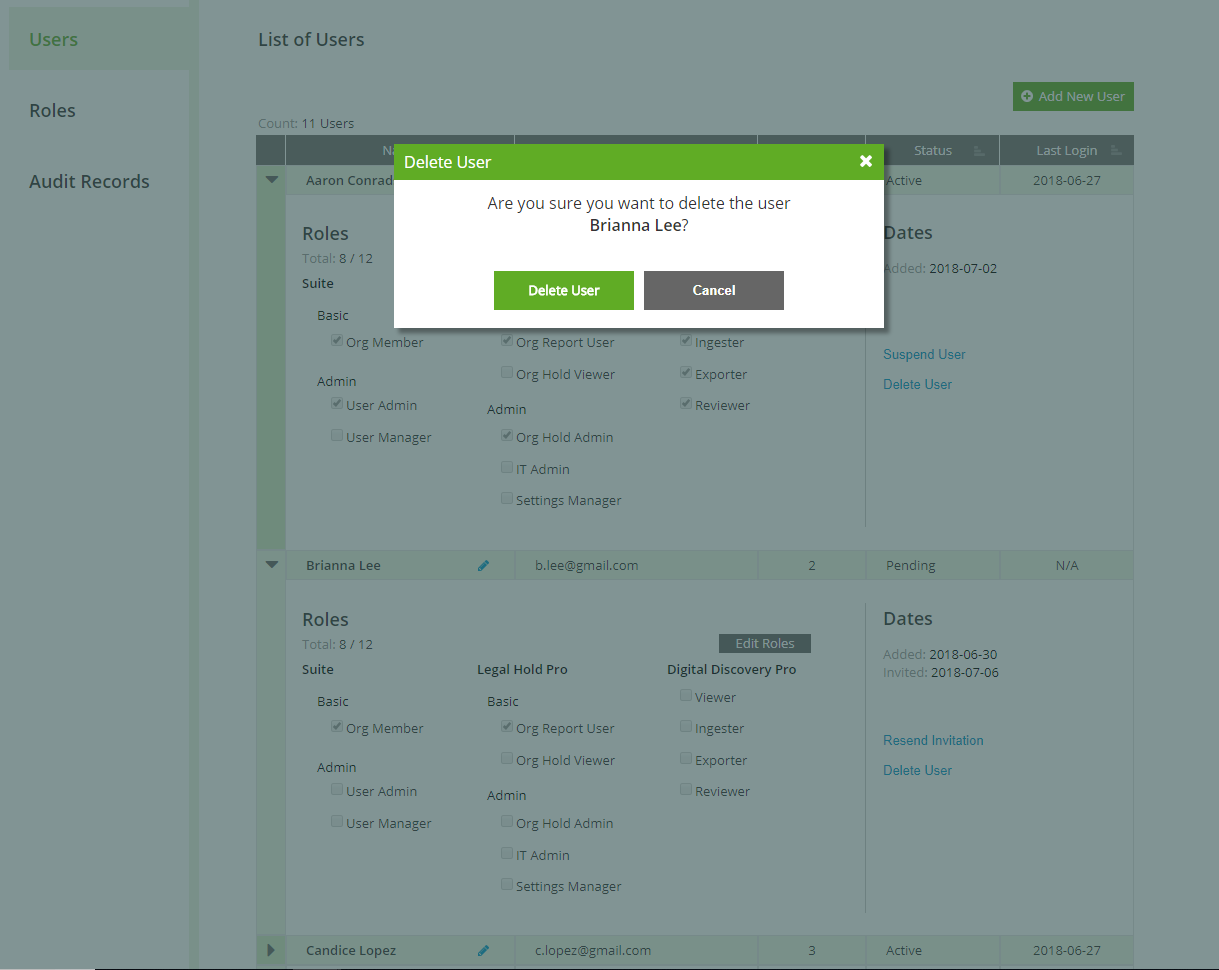 Users
Roles
Audit Records
List of Users
Add New User
Count: 11 Users
Status Last Login
Delete User
Are you sure you want to delete the user
Brianna Lee?
Delete User Cancel
Aaron Conrad Active 2018-06-27
Roles
Total: 8 / 12
Suite
Basic
Org Member
Admin
User Admin
User Manager
Org Report User
Org Hold Viewer
Admin
Org Hold Admin
IT Admin
Settings Manager
Ingester
Exporter
Reviewer
Dates
Added: 2018-07-02
Suspend User
Delete User
Brianna Lee b.lee@gmail.com 2 Pending N/A
Roles
Total: 8 / 12
Edit Roles
Suite
Basic
Org Member
Admin
User Admin
User Manager
Legal Hold Pro
Basic
Org Report User
Org Hold Viewer
Admin
Org Hold Admin
IT Admin
Settings Manager
Digital Discovery Pro
Viewer
Ingester
Exporter
Reviewer
Dates
Added: 2018-06-30
Invited: 2018-07-06
Resend Invitation
Delete User
Candice Lopez c.lopez@gmail.com 3 Active 2018-06-27